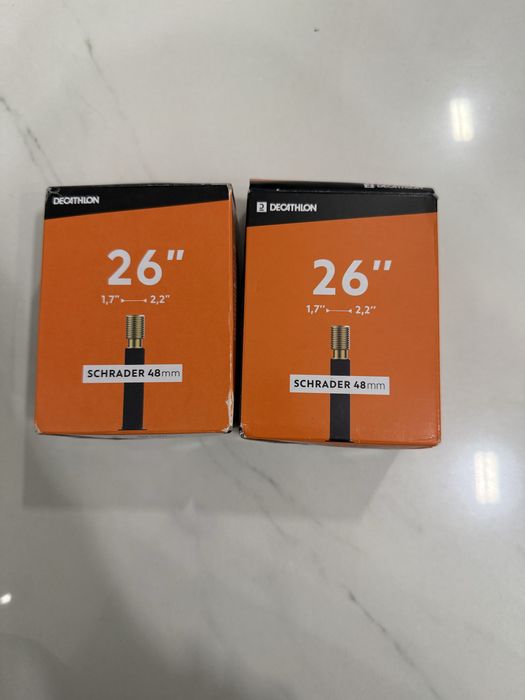 DECATHLON
26"
1,7" 2,2"
SCHRADER 48mm
DECATHLON
26"
1,7" 2,2"
SCHRADER 48mm